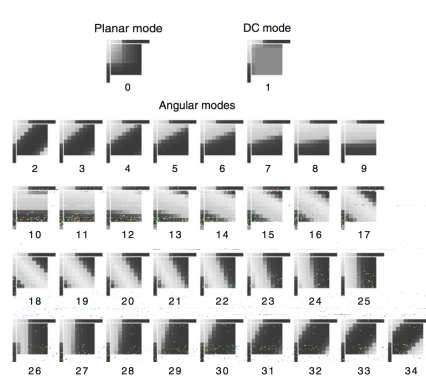 Planar mode DC mode
0 1
Angular modes
2 3 4 5 6 7 8 9
10 11 12 13 14 15 16 17
18 19 20 21 22 23 24 25
26 27 28 29 30 31 32 33 34